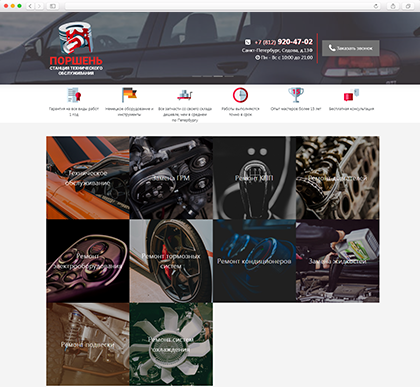 ПОРШЕНЬ
СТАНЦИЯ ТЕХНИЧЕСКОГО
ОБСЛУЖИВАНИЯ
+7 (812) 920-47-02
Санкт-Петербург, Седова, д.13Ф
Пн - Вс с 10:00 до 21:00
Заказать звонок
Гарантия на все виды работ
1 год
Немецкое оборудование и
инструменты
Все запчасти со своего склада
дешевле, чем в среднем
по Петербургу
Работы выполняются
точно в срок
Опыт мастеров более 15 лет
Бесплатная консультация
Техническое
обслуживание
Замена ГРМ
Ремонт КПП
Ремонт двигателей
Ремонт
электрооборудования
Ремонт тормозных
систем
Ремонт кондиционеров
Замена жидкостей
Ремонт подвески
Ремонт систем
охлаждения